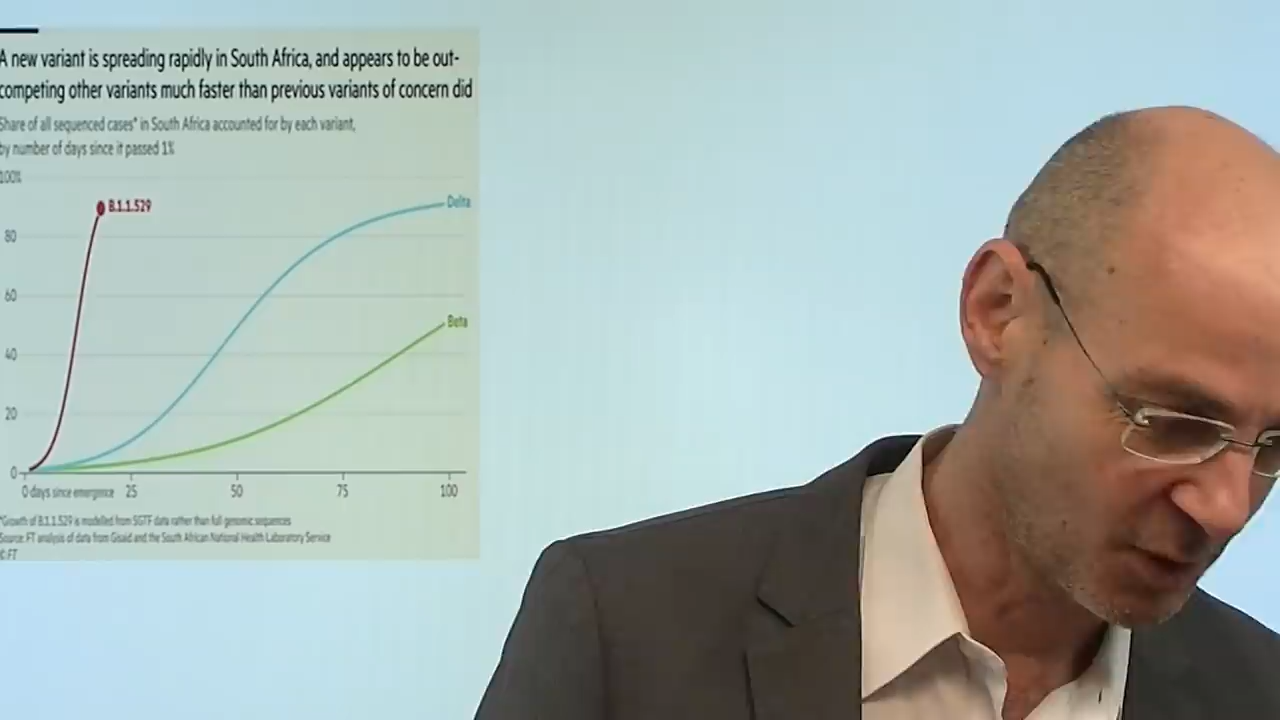 A new variant is spreading rapidly in South Africa, and appears to be out-
competing other variants much faster than previous variants of concern did
Share of all sequenced cases* in South Africa accounted for by each variant,
by number of days since it passed 1%
100%
B.1.1.529
Delta
80
60
Beta
40
20
0
0 days since emergence 25 50 75 100
*Growth of B.1.1.529 is modelled from SGTF data rather than full genomic sequences
Source: FT analysis of data from Gisaid and the South African National Health Laboratory Service
© FT